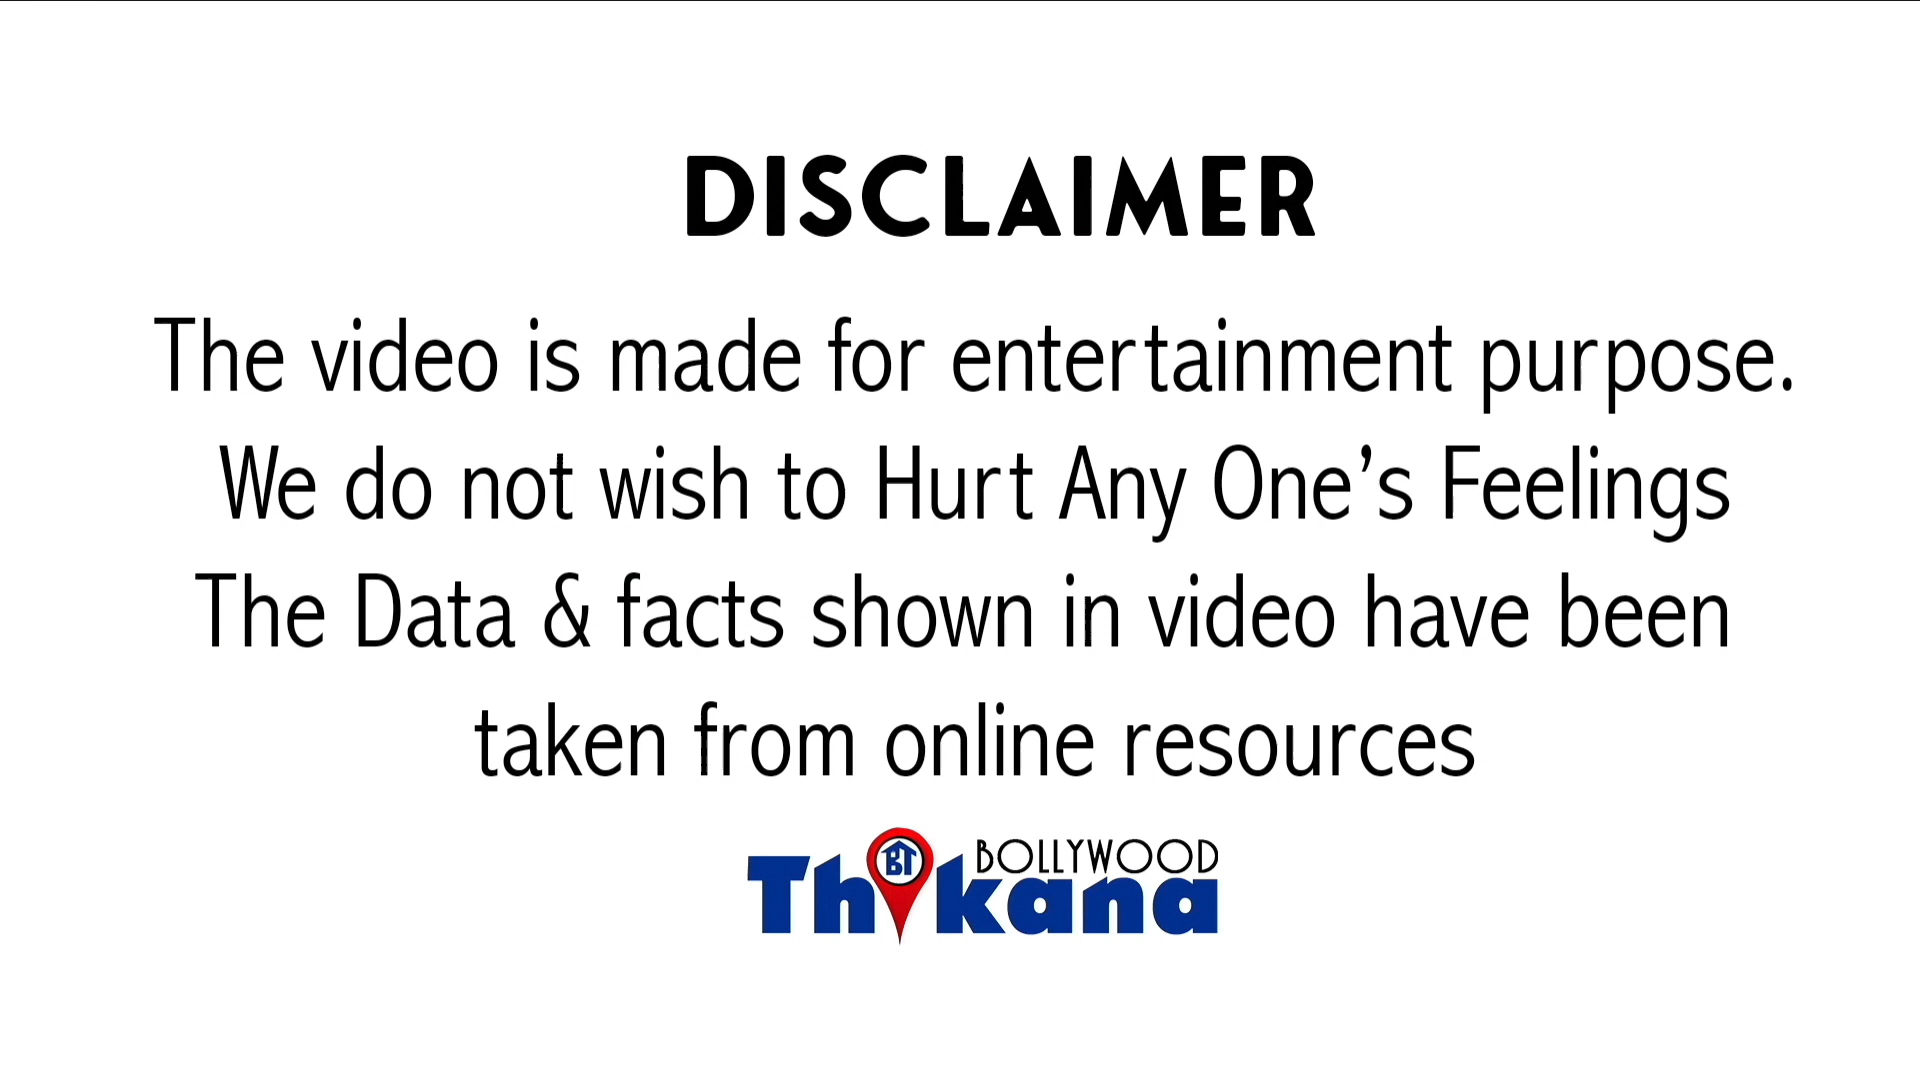 DISCLAIMER
The video is made for entertainment purpose.
We do not wish to Hurt Any One’s Feelings
The Data & facts shown in video have been
taken from online resources
BT
BOLLYWOOD
Thikana